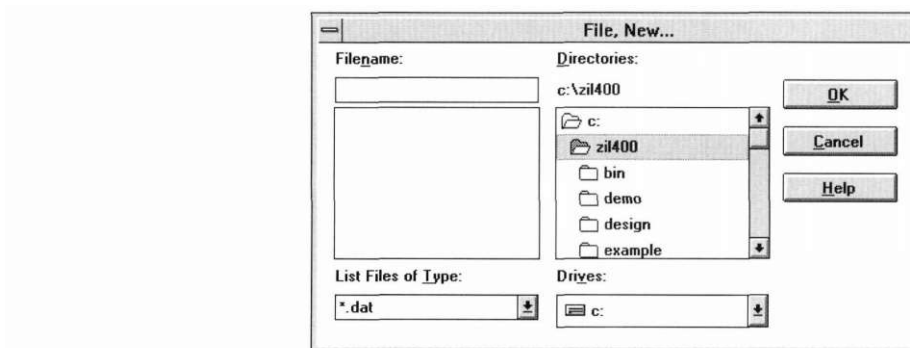 File, New...
Filename:
Directories:
c:\zil400
OK
c:
zil400
Cancel
bin
Help
demo
design
example
List Files of Type:
Drives:
*.dat
c: